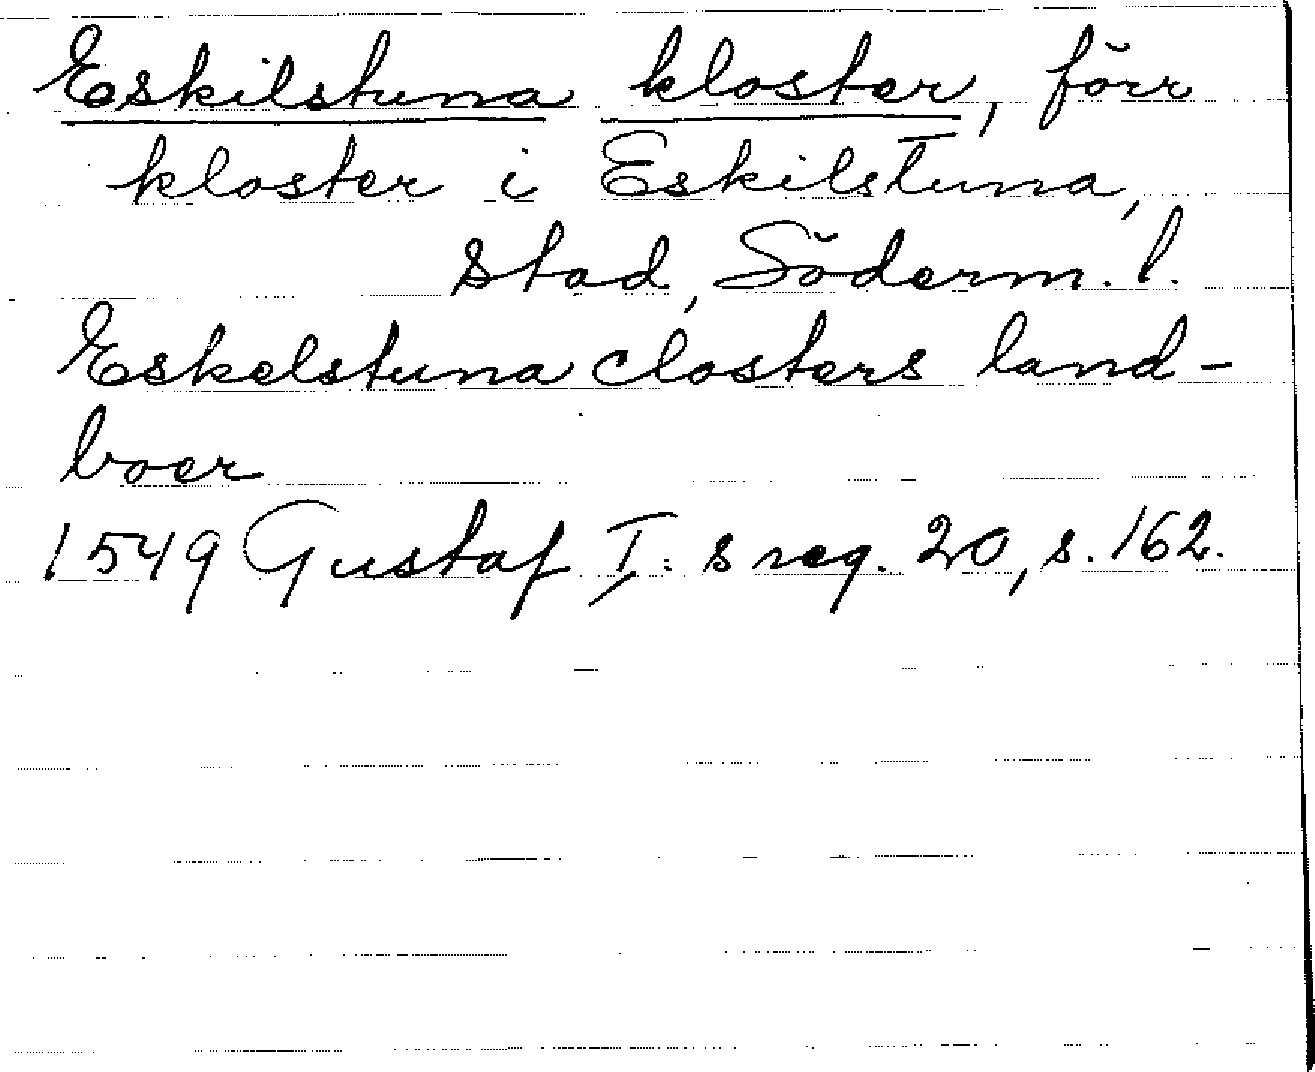 Eskilstuna kloster, förr
kloster i Eskilstuna,
stad, Söderm. l.
Eskelstuna closters land-
boer
1549 Gustaf I:s reg. 20, s. 162.